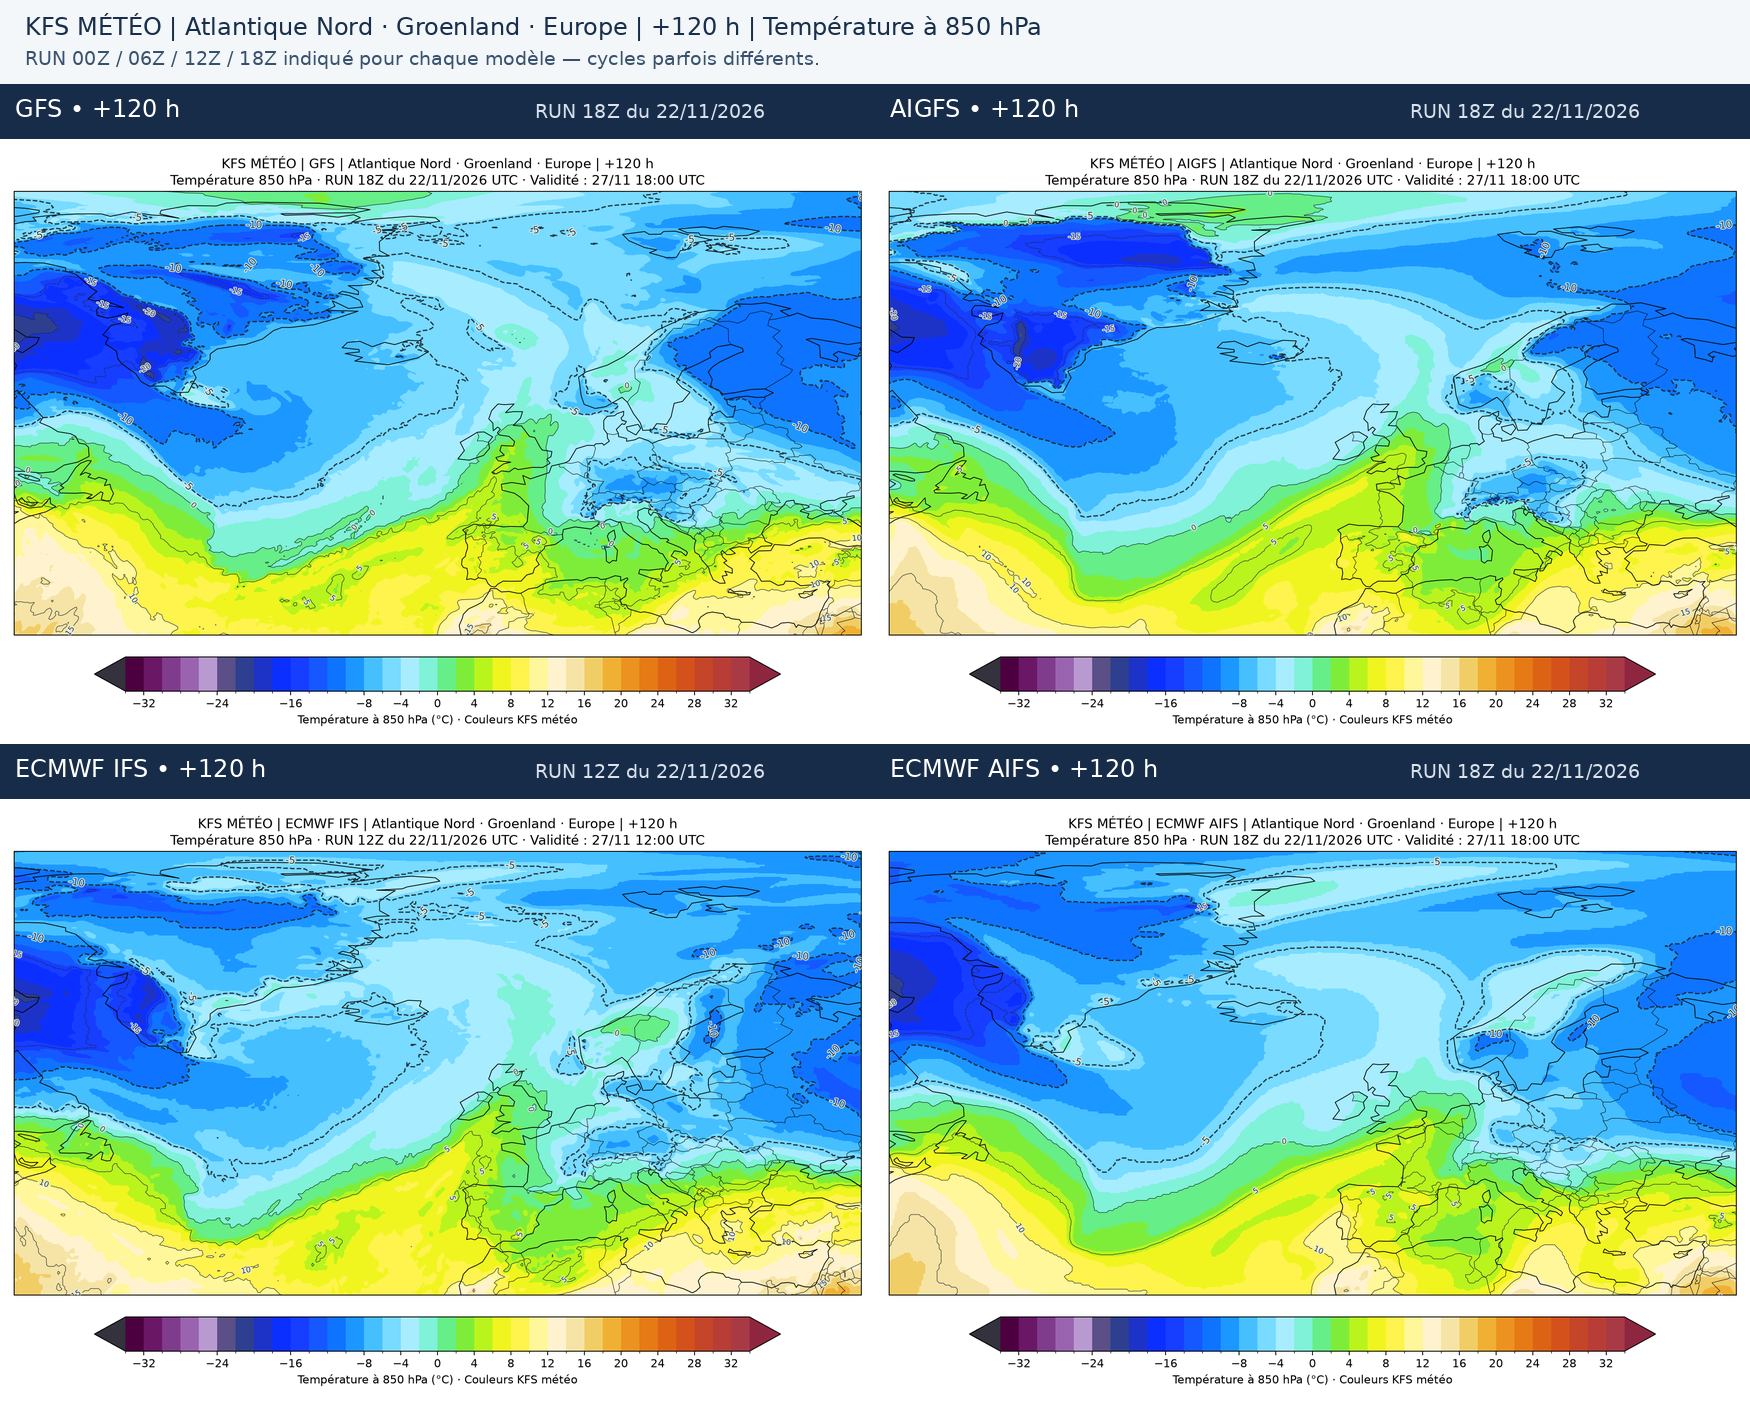 KFS MÉTÉO | Atlantique Nord · Groenland · Europe | +120 h | Température à 850 hPa
RUN 00Z / 06Z / 12Z / 18Z indiqué pour chaque modèle — cycles parfois différents.
GFS • +120 h
RUN 18Z du 22/11/2026
KFS MÉTÉO | GFS | Atlantique Nord · Groenland · Europe | +120 h
Température 850 hPa · RUN 18Z du 22/11/2026 UTC · Validité : 27/11 18:00 UTC
−32 −24 −16 −8 −4 0 4 8 12 16 20 24 28 32
Température à 850 hPa (°C) · Couleurs KFS météo
AIGFS • +120 h
RUN 18Z du 22/11/2026
KFS MÉTÉO | AIGFS | Atlantique Nord · Groenland · Europe | +120 h
Température 850 hPa · RUN 18Z du 22/11/2026 UTC · Validité : 27/11 18:00 UTC
−32 −24 −16 −8 −4 0 4 8 12 16 20 24 28 32
Température à 850 hPa (°C) · Couleurs KFS météo
ECMWF IFS • +120 h
RUN 12Z du 22/11/2026
KFS MÉTÉO | ECMWF IFS | Atlantique Nord · Groenland · Europe | +120 h
Température 850 hPa · RUN 12Z du 22/11/2026 UTC · Validité : 27/11 12:00 UTC
−32 −24 −16 −8 −4 0 4 8 12 16 20 24 28 32
Température à 850 hPa (°C) · Couleurs KFS météo
ECMWF AIFS • +120 h
RUN 18Z du 22/11/2026
KFS MÉTÉO | ECMWF AIFS | Atlantique Nord · Groenland · Europe | +120 h
Température 850 hPa · RUN 18Z du 22/11/2026 UTC · Validité : 27/11 18:00 UTC
−32 −24 −16 −8 −4 0 4 8 12 16 20 24 28 32
Température à 850 hPa (°C) · Couleurs KFS météo